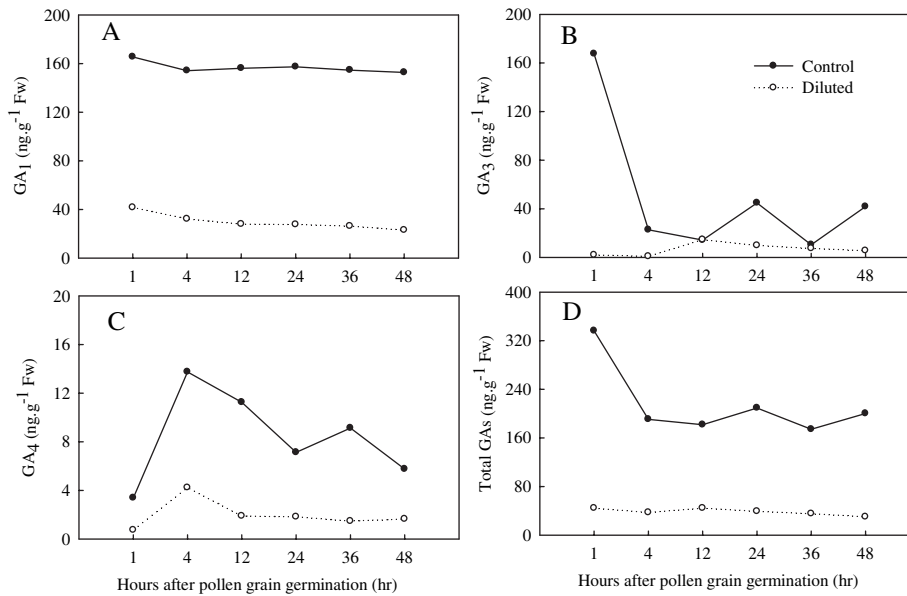 A
GA1 (ng.g-1 Fw)
200
160
120
80
40
0
1 4 12 24 36 48
B
GA3 (ng.g-1 Fw)
200
160
120
80
40
0
Control
Diluted
1 4 12 24 36 48
C
GA4 (ng.g-1 Fw)
20
16
12
8
4
0
1 4 12 24 36 48
Hours after pollen grain germination (hr)
D
Total GAs (ng.g-1 Fw)
400
320
240
160
80
0
1 4 12 24 36 48
Hours after pollen grain germination (hr)